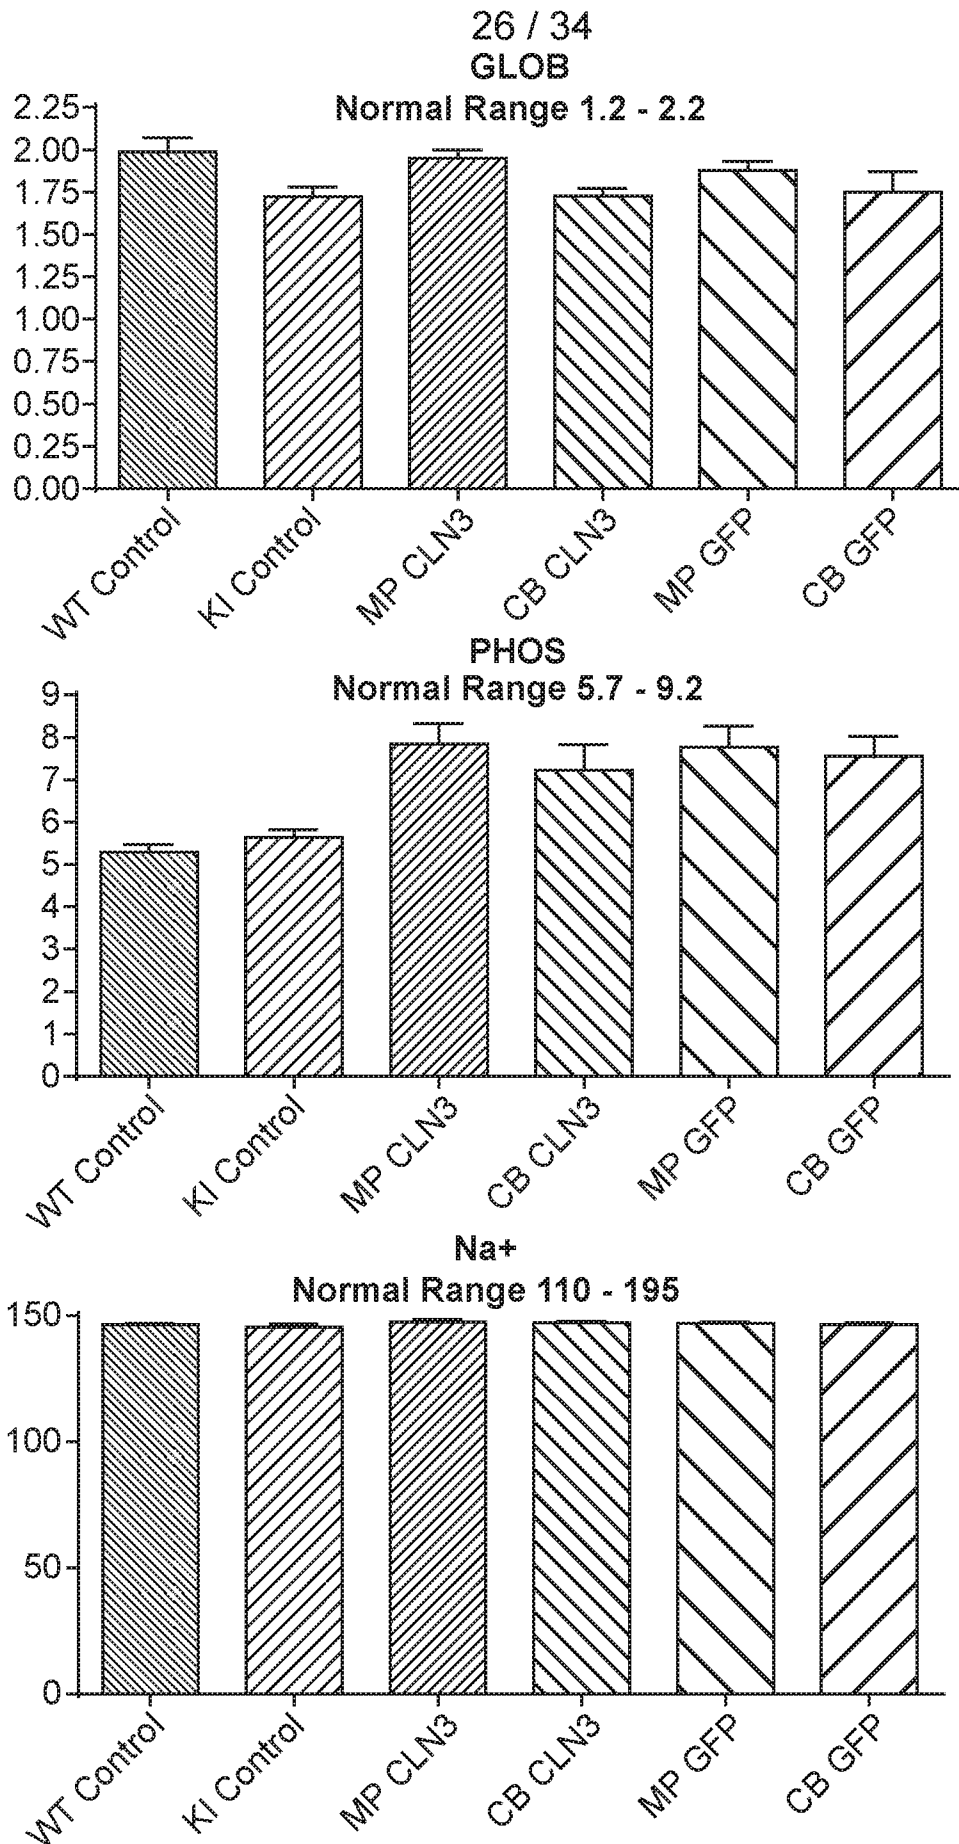 26 / 34
GLOB
Normal Range 1.2 - 2.2
2.25
2.00
1.75
1.50
1.25
1.00
0.75
0.50
0.25
0.00
WT Control
KI Control
MP CLN3
CB CLN3
MP GFP
CB GFP
PHOS
Normal Range 5.7 - 9.2
9
8
7
6
5
4
3
2
1
0
WT Control
KI Control
MP CLN3
CB CLN3
MP GFP
CB GFP
Na+
Normal Range 110 - 195
150
100
50
0
WT Control
KI Control
MP CLN3
CB CLN3
MP GFP
CB GFP